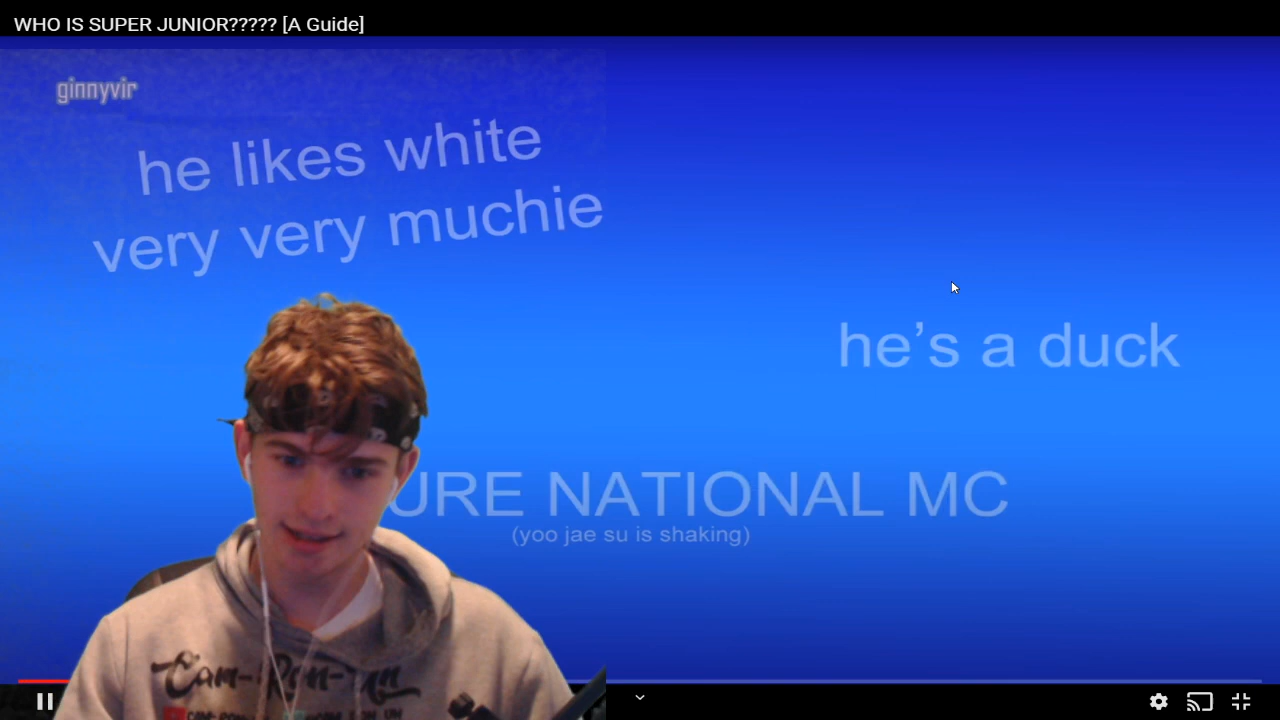 WHO IS SUPER JUNIOR????? [A Guide]
ginnyvir
he likes white
very very muchie
he's a duck
URE NATIONAL MC
(yoo jae su is shaking)